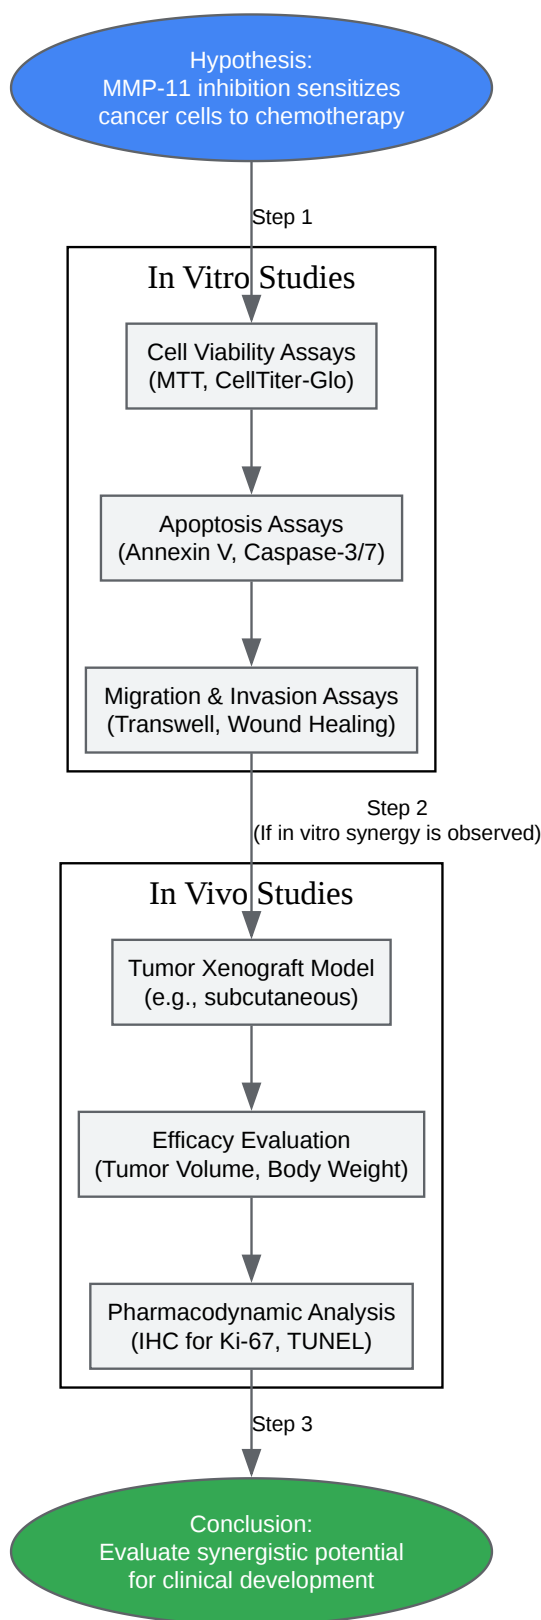 Hypothesis:
MMP-11 inhibition sensitizes
cancer cells to chemotherapy
Step 1
In Vitro Studies
Cell Viability Assays
(MTT, CellTiter-Glo)
Apoptosis Assays
(Annexin V, Caspase-3/7)
Migration & Invasion Assays
(Transwell, Wound Healing)
Step 2
(If in vitro synergy is observed)
In Vivo Studies
Tumor Xenograft Model
(e.g., subcutaneous)
Efficacy Evaluation
(Tumor Volume, Body Weight)
Pharmacodynamic Analysis
(IHC for Ki-67, TUNEL)
Step 3
Conclusion:
Evaluate synergistic potential
for clinical development